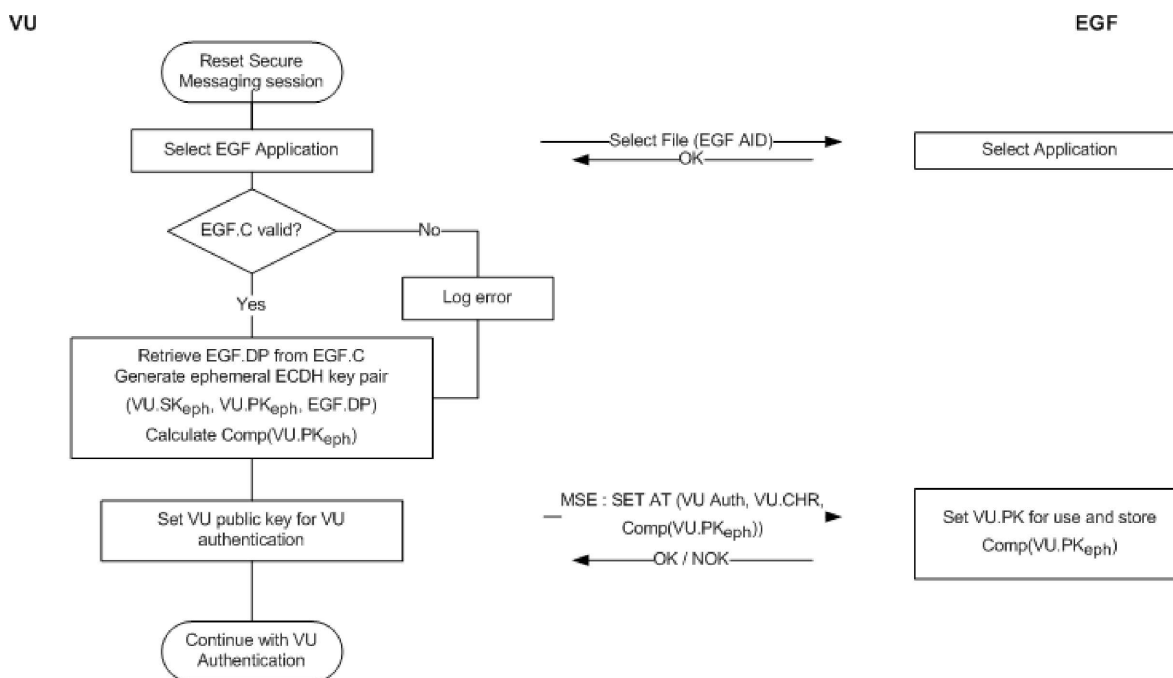 VU
EGF
Reset Secure
Messaging session
Select EGF Application
Select File (EGF AID)
OK
Select Application
EGF.C valid?
No
Yes
Log error
Retrieve EGF.DP from EGF.C
Generate ephemeral ECDH key pair
(VU.SKeph, VU.PKeph, EGF.DP)
Calculate Comp(VU.PKeph)
Set VU public key for VU
authentication
MSE : SET AT (VU Auth, VU.CHR,
Comp(VU.PKeph))
OK / NOK
Set VU.PK for use and store
Comp(VU.PKeph)
Continue with VU
Authentication